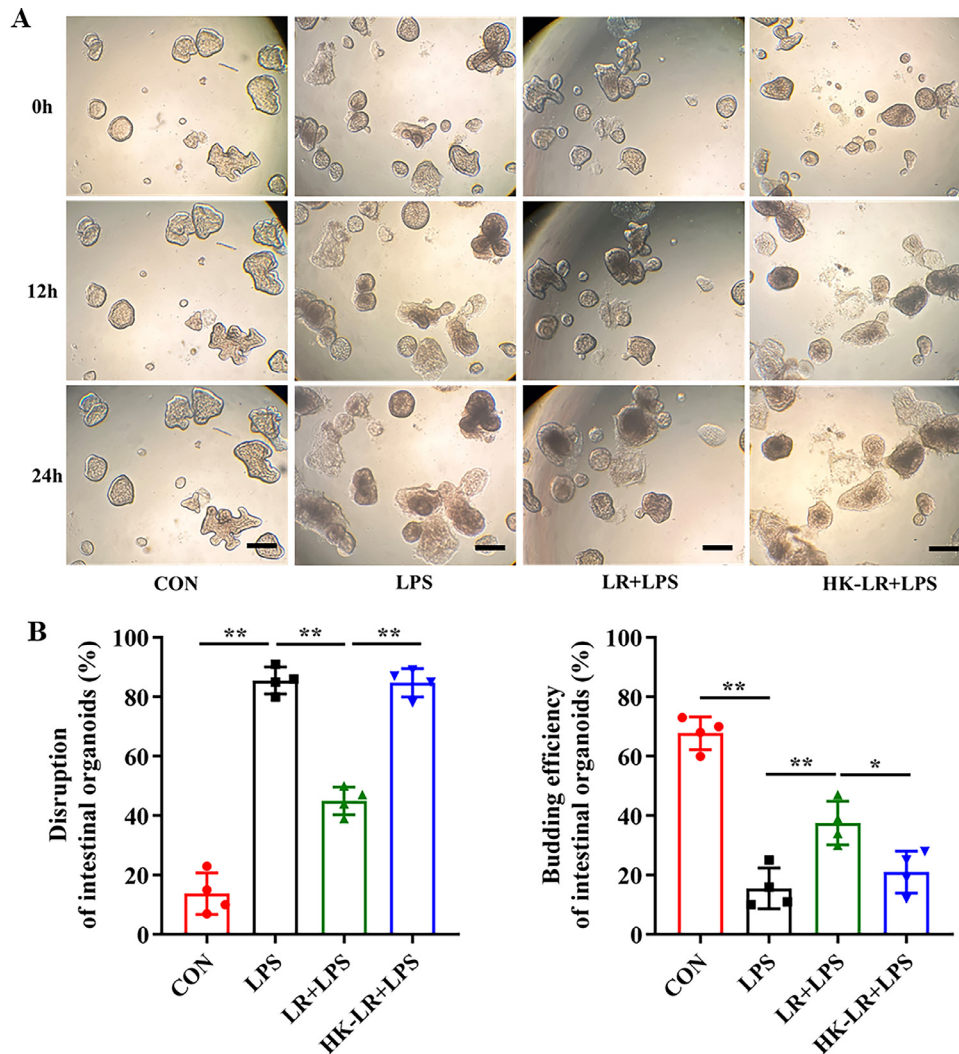 A
0h
12h
24h
CON
LPS
LR+LPS
HK-LR+LPS
B
Disruption
of intestinal organoids (%)
100
80
60
40
20
0
**
**
**
CON
LPS
LR+LPS
HK-LR+LPS
Budding efficiency
of intestinal organoids (%)
100
80
60
40
20
0
**
**
*
CON
LPS
LR+LPS
HK-LR+LPS